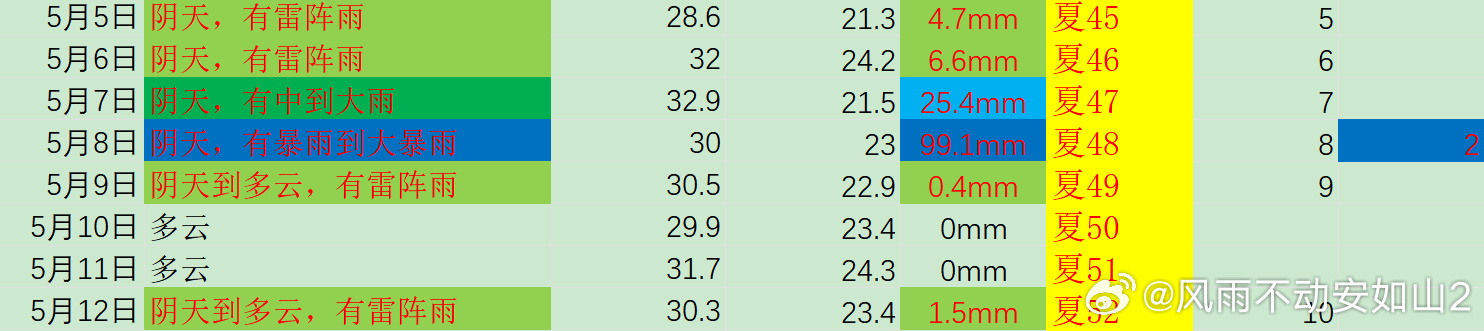 5月5日 阴天，有雷阵雨 28.6 21.3 4.7mm 夏45 5
5月6日 阴天，有雷阵雨 32 24.2 6.6mm 夏46 6
5月7日 阴天，有中到大雨 32.9 21.5 25.4mm 夏47 7
5月8日 阴天，有暴雨到大暴雨 30 23 99.1mm 夏48 8 2
5月9日 阴天到多云，有雷阵雨 30.5 22.9 0.4mm 夏49 9
5月10日 多云 29.9 23.4 0mm 夏50
5月11日 多云 31.7 24.3 0mm 夏51
5月12日 阴天到多云，有雷阵雨 30.3 23.4 1.5mm 夏52 10
@风雨不动安如山2